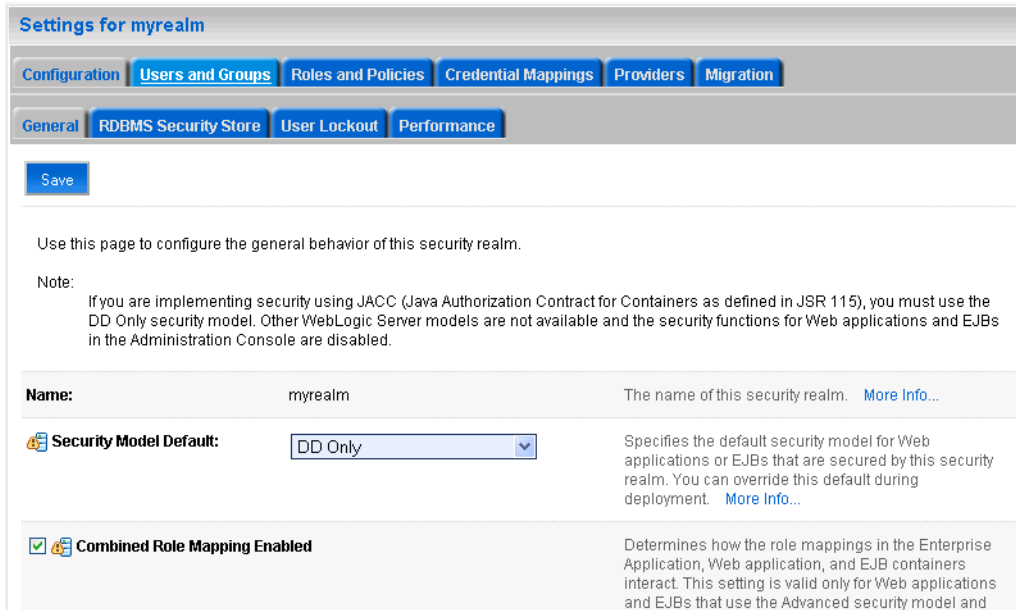 Settings for myrealm
Configuration Users and Groups Roles and Policies Credential Mappings Providers Migration
General RDBMS Security Store User Lockout Performance
Save
Use this page to configure the general behavior of this security realm.
Note:
If you are implementing security using JACC (Java Authorization Contract for Containers as defined in JSR 115), you must use the
DD Only security model. Other WebLogic Server models are not available and the security functions for Web applications and EJBs
in the Administration Console are disabled.
Name: myrealm The name of this security realm. More Info...
Security Model Default: DD Only
Specifies the default security model for Web
applications or EJBs that are secured by this security
realm. You can override this default during
deployment. More Info...
Combined Role Mapping Enabled
Determines how the role mappings in the Enterprise
Application, Web application, and EJB containers
interact. This setting is valid only for Web applications
and EJBs that use the Advanced security model and